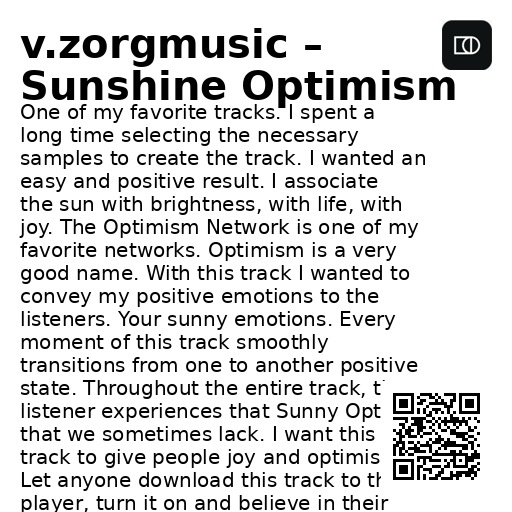 v.zorgmusic –
Sunshine Optimism
One of my favorite tracks. I spent a
long time selecting the necessary
samples to create the track. I wanted an
easy and positive result. I associate
the sun with brightness, with life, with
joy. The Optimism Network is one of my
favorite networks. Optimism is a very
good name. With this track I wanted to
convey my positive emotions to the
listeners. Your sunny emotions. Every
moment of this track smoothly
transitions from one to another positive
state. Throughout the entire track,
listener experiences that Sunny Opt
that we sometimes lack. I want this
track to give people joy and optimis
Let anyone download this track to th
player, turn it on and believe in their